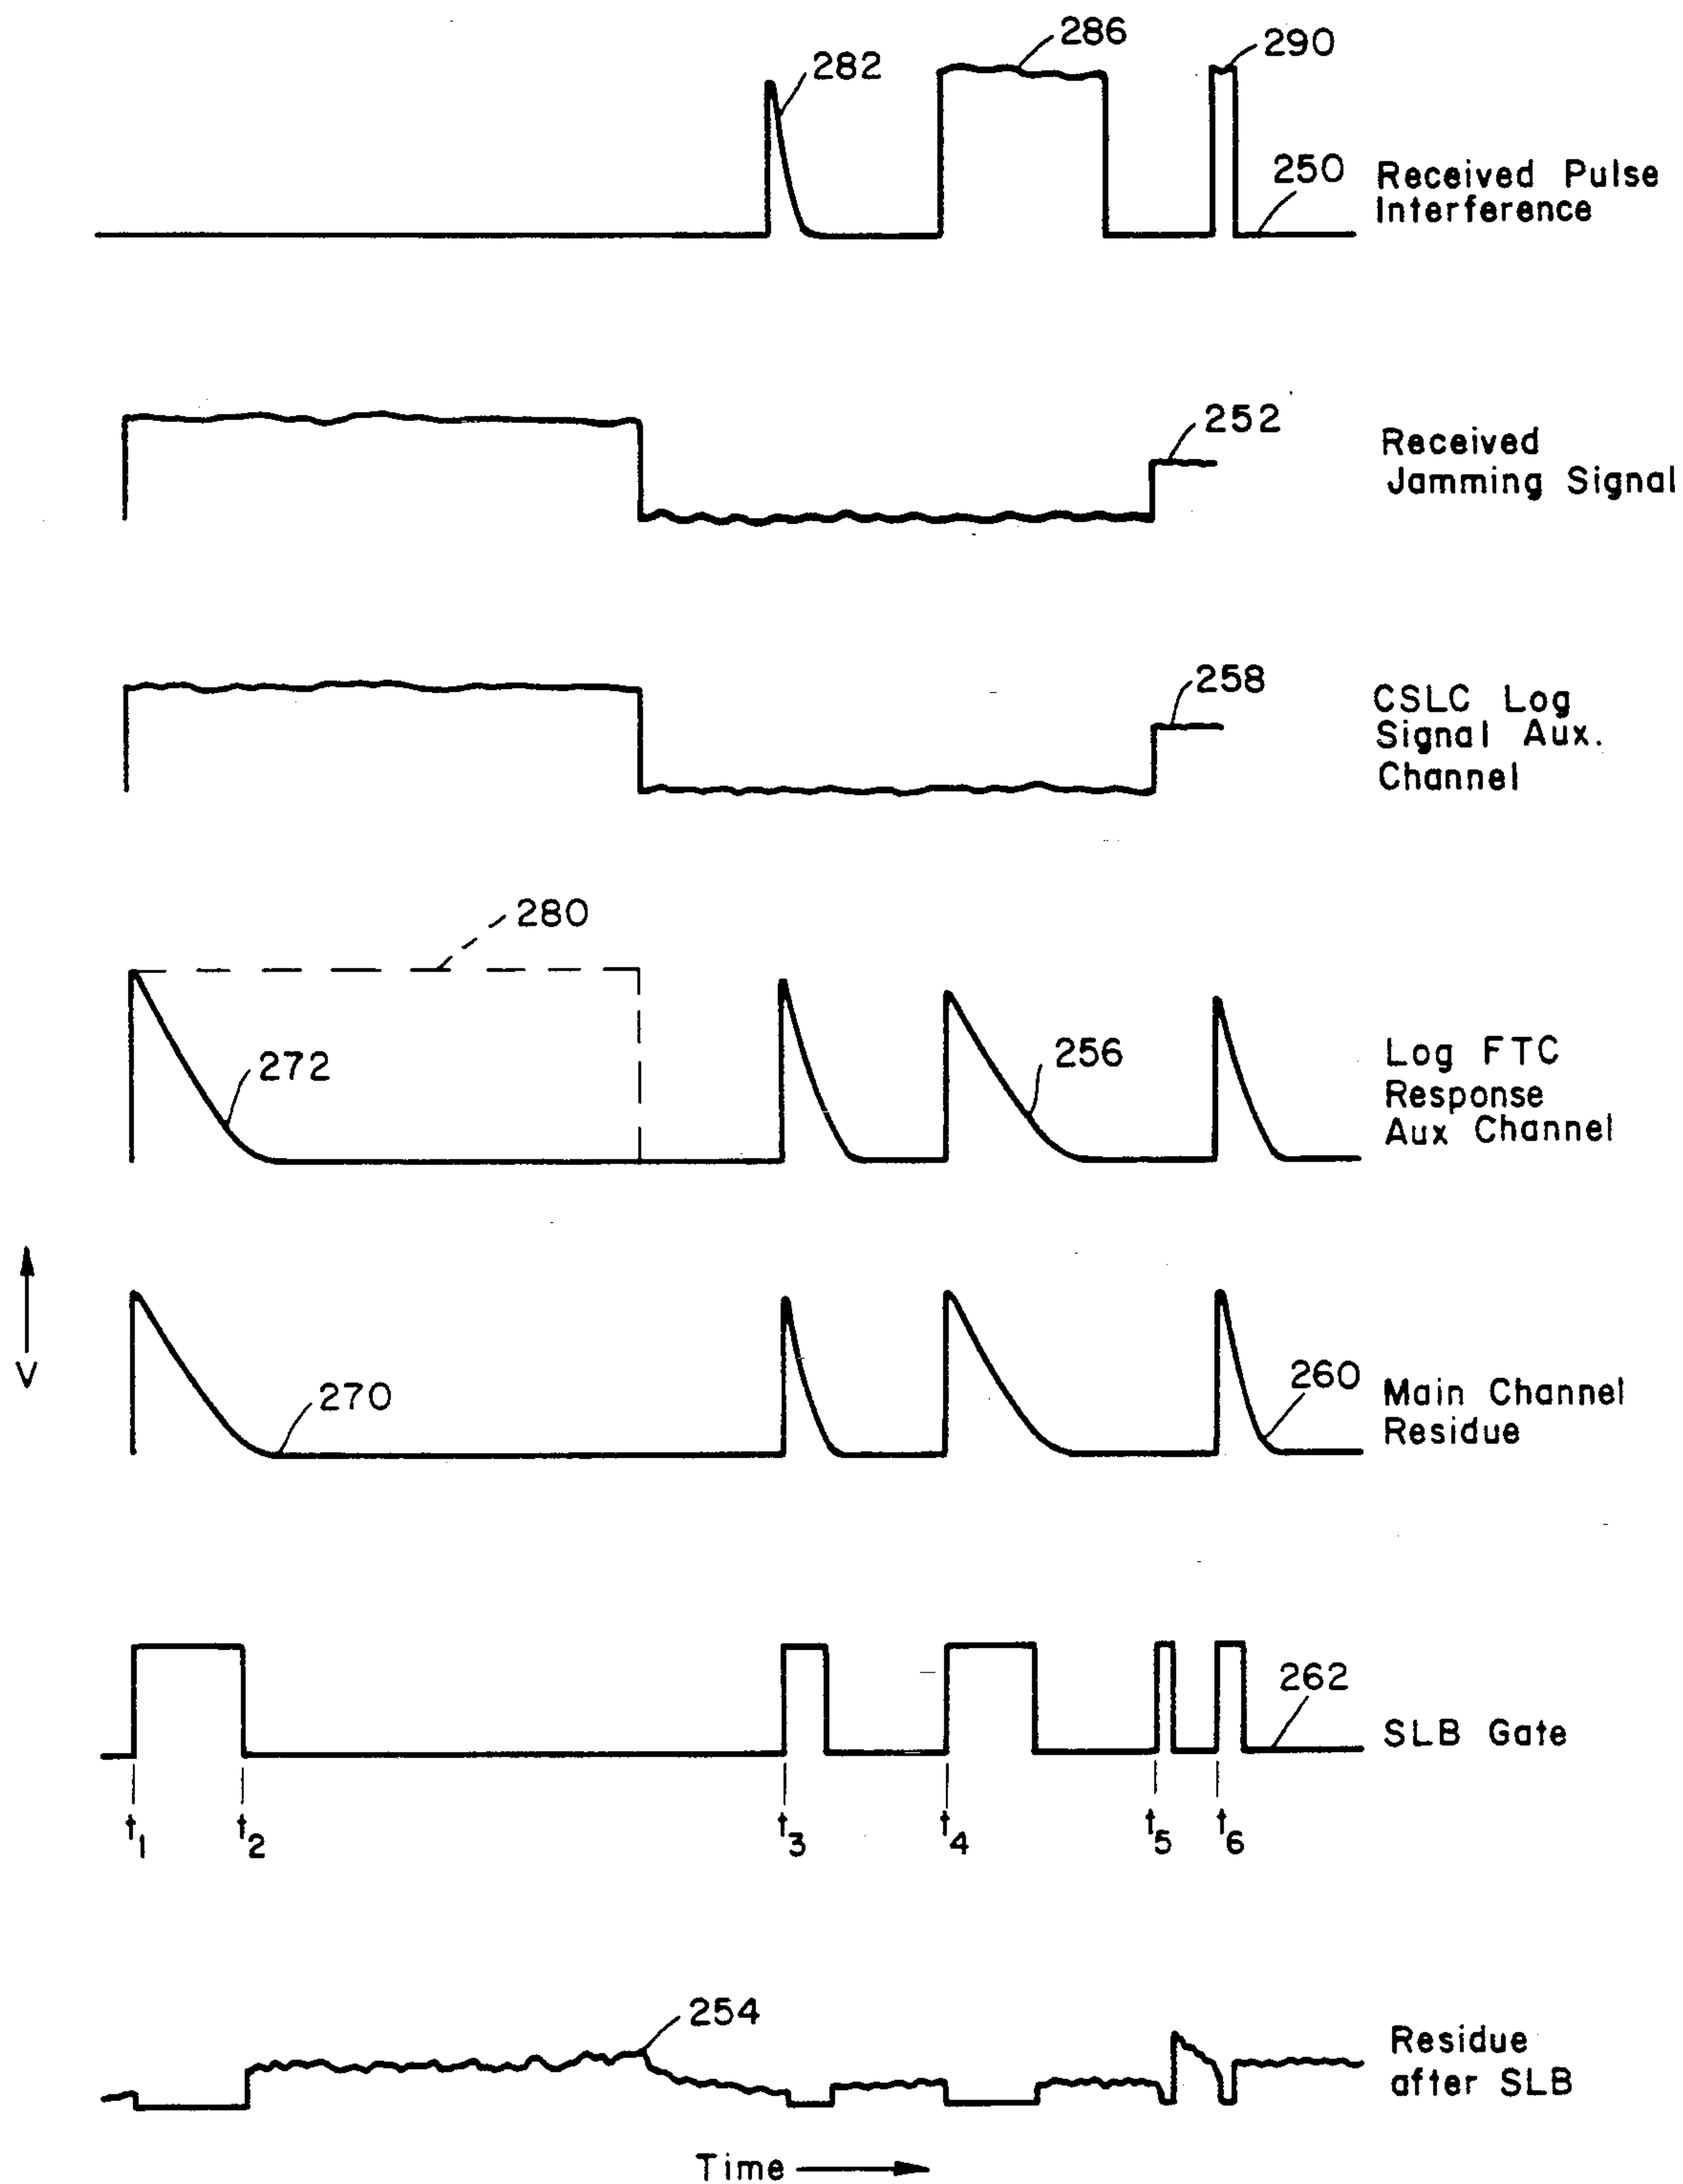 282
286
290
250
Received Pulse
Interference
252
Received
Jamming Signal
258
CSLC Log
Signal Aux.
Channel
280
272
256
Log FTC
Response
Aux Channel
V
270
260
Main Channel
Residue
262
SLB Gate
t1 t2 t3 t4 t5 t6
254
Residue
after SLB
Time